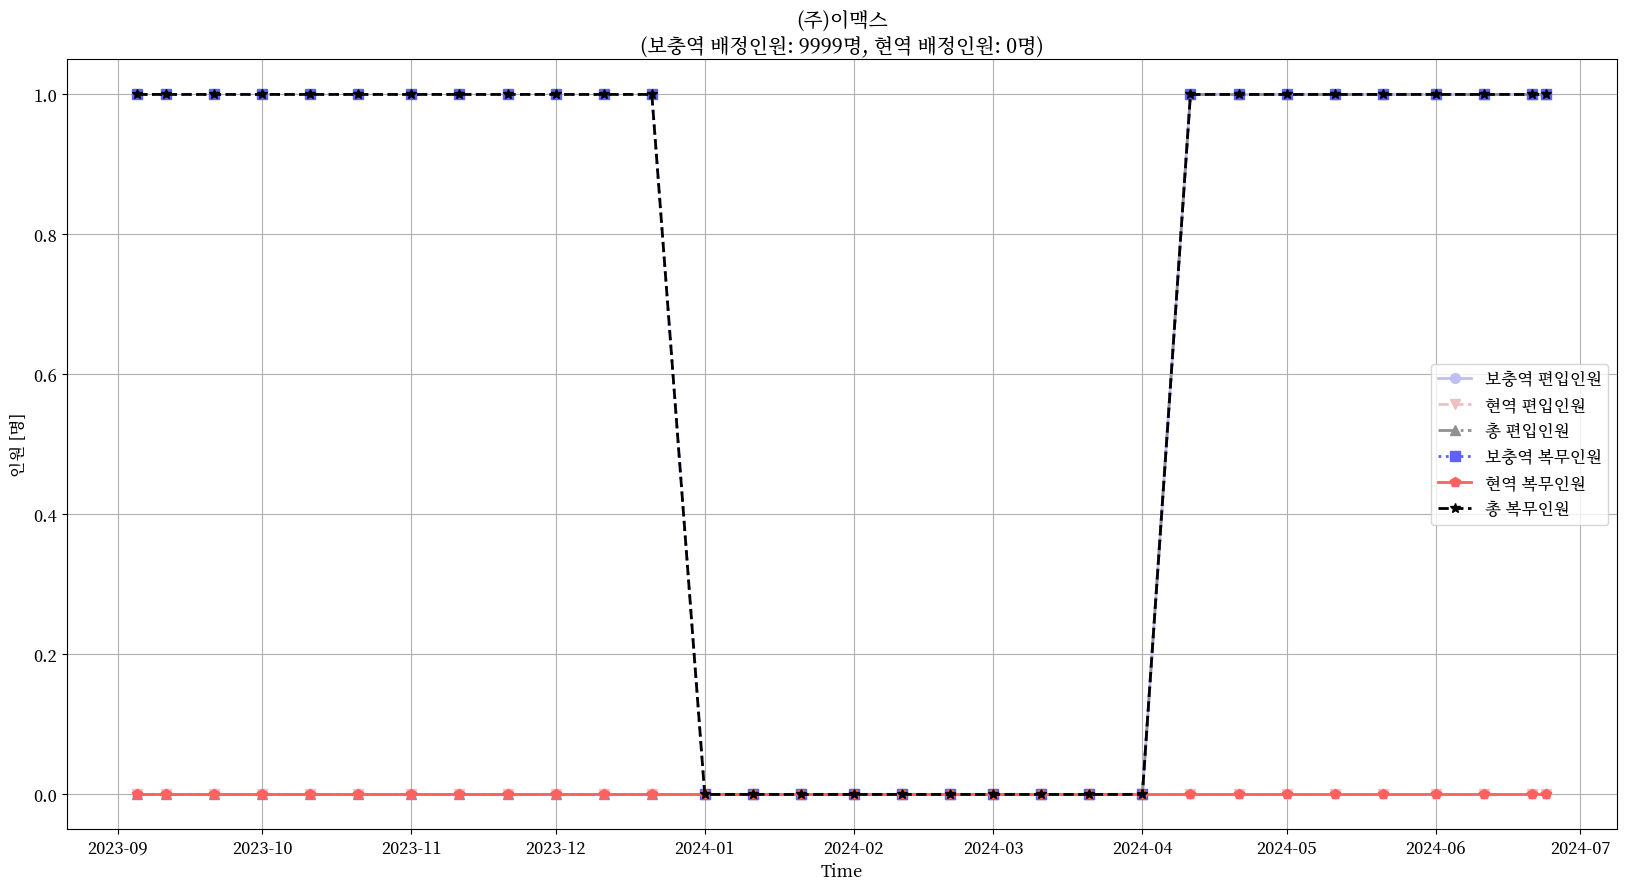 (주)이맥스
(보충역 배정인원: 9999명, 현역 배정인원: 0명)
인원 [명]
1.0
0.8
0.6
0.4
0.2
0.0
보충역 편입인원
현역 편입인원
총 편입인원
보충역 복무인원
현역 복무인원
총 복무인원
2023-09 2023-10 2023-11 2023-12 2024-01 2024-02 2024-03 2024-04 2024-05 2024-06 2024-07
Time